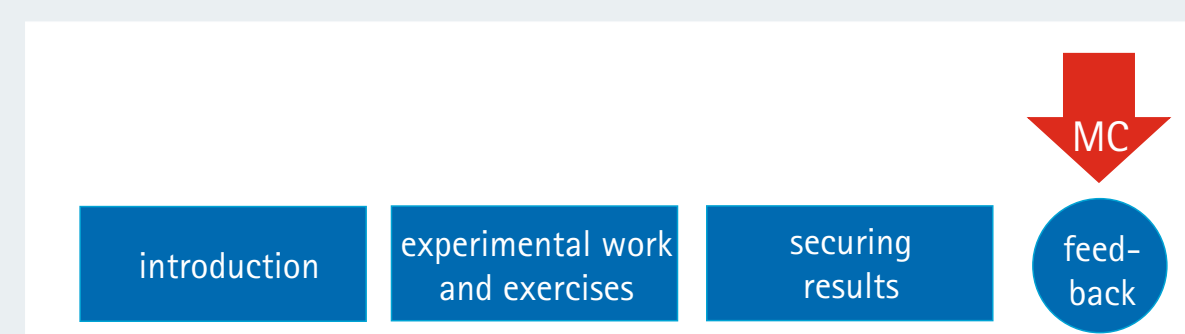 MC
introduction
experimental work
and exercises
securing
results
feed-
back